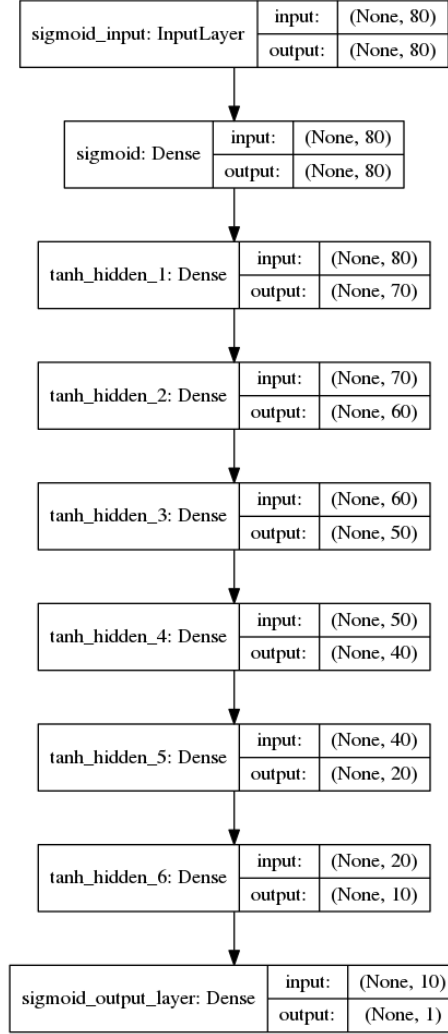 sigmoid_input: InputLayer
input: (None, 80)
output: (None, 80)
sigmoid: Dense
input: (None, 80)
output: (None, 80)
tanh_hidden_1: Dense
input: (None, 80)
output: (None, 70)
tanh_hidden_2: Dense
input: (None, 70)
output: (None, 60)
tanh_hidden_3: Dense
input: (None, 60)
output: (None, 50)
tanh_hidden_4: Dense
input: (None, 50)
output: (None, 40)
tanh_hidden_5: Dense
input: (None, 40)
output: (None, 20)
tanh_hidden_6: Dense
input: (None, 20)
output: (None, 10)
sigmoid_output_layer: Dense
input: (None, 10)
output: (None, 1)